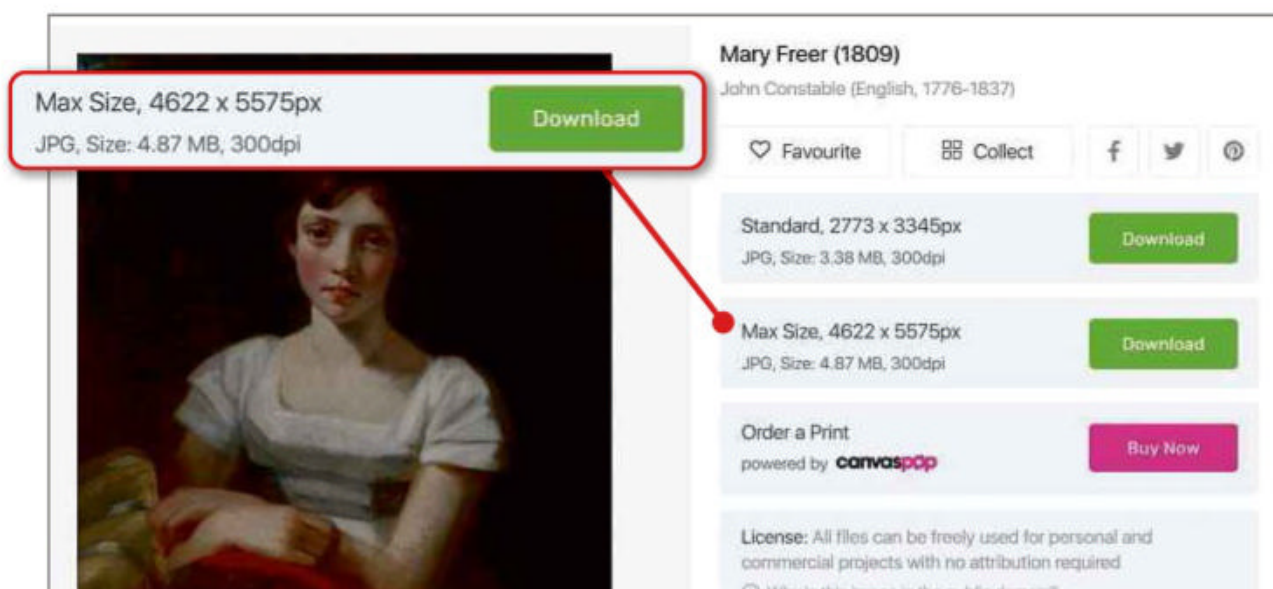 Max Size, 4622 x 5575px
JPG, Size: 4.87 MB, 300dpi
Download
Mary Freer (1809)
John Constable (English, 1776-1837)
Favourite
Collect
Standard, 2773 x 3345px
JPG, Size: 3.38 MB, 300dpi
Download
Max Size, 4622 x 5575px
JPG, Size: 4.87 MB, 300dpi
Download
Order a Print
powered by canvaspop
Buy Now
License: All files can be freely used for personal and
commercial projects with no attribution required